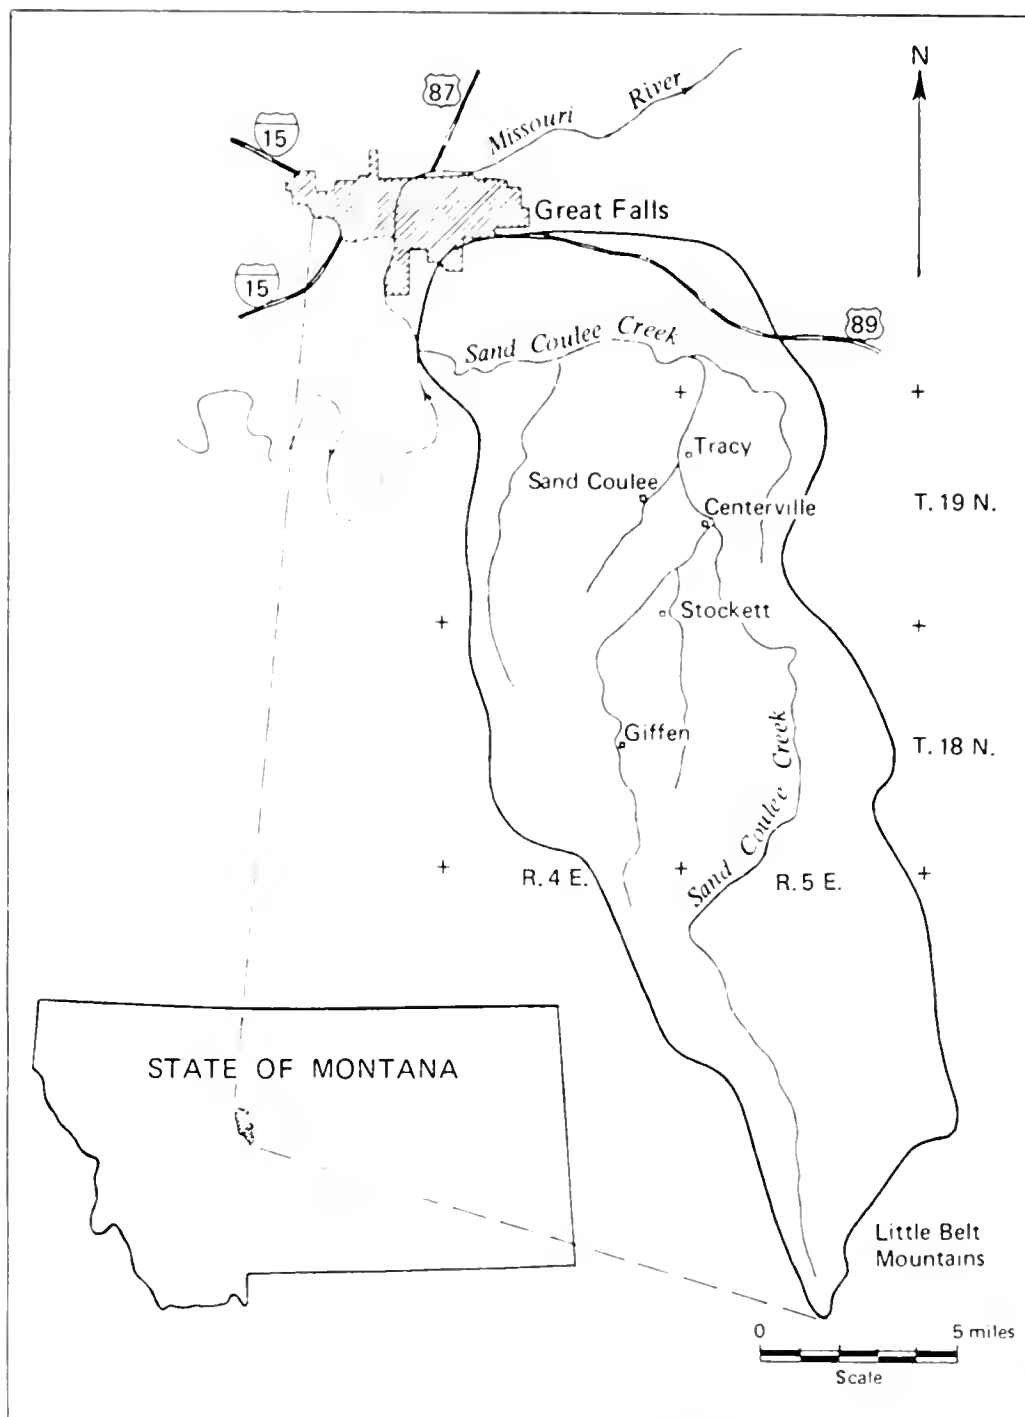 N
87
Missouri River
15
Great Falls
15
89
Sand Coulee Creek
Tracy
Sand Coulee
Centerville
T. 19 N.
Stockett
Giffen
T. 18 N.
Sand Coulee Creek
R. 4 E.
R. 5 E.
STATE OF MONTANA
Little Belt
Mountains
0 5 miles
Scale